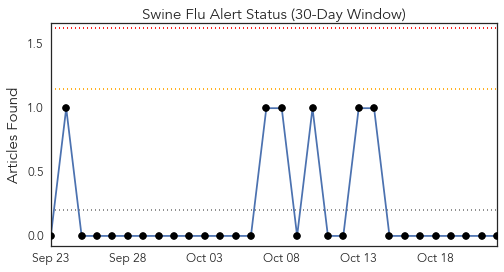 Swine Flu Alert Status (30-Day Window)
Articles Found
1.5
1.0
0.5
0.0
Sep 23 Sep 28 Oct 03 Oct 08 Oct 13 Oct 18